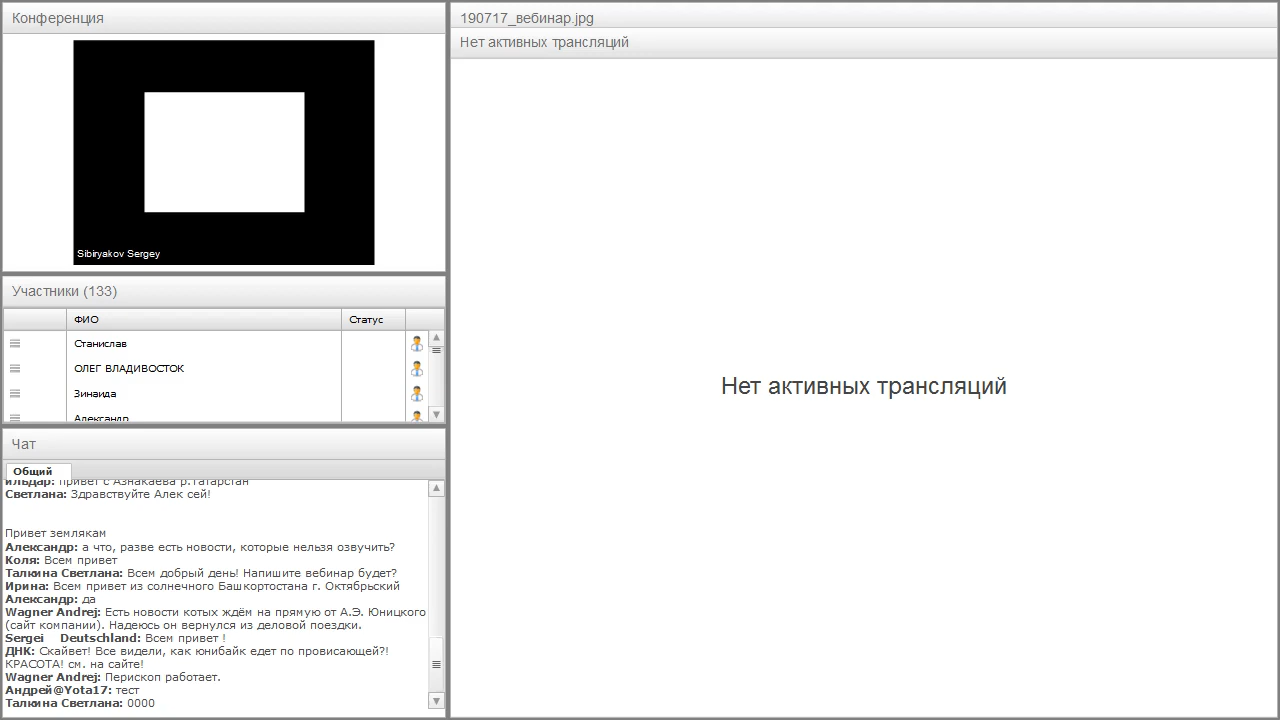 Конференция
Sibiryakov Sergey
Участники (133)
ФИО Статус
Станислав
ОЛЕГ ВЛАДИВОСТОК
Зинаида
Александр
Чат
Общий
ильдар: привет с Азнакаева р.Татарстан
Светлана: Здравствуйте Алек сей!
Привет землякам
Александр: а что, разве есть новости, которые нельзя озвучить?
Коля: Всем привет
Талкина Светлана: Всем добрый день! Напишите вебинар будет?
Ирина: Всем привет из солнечного Башкортостана г. Октябрьский
Александр: да
Wagner Andrej: Есть новости котых ждём на прямую от А.Э. Юницкого
(сайт компании). Надеюсь он вернулся из деловой поездки.
Sergei Deutschland: Всем привет !
ДНК: Скайвет! Все видели, как юнибайк едет по провисающей?!
КРАСОТА! см. на сайте!
Wagner Andrej: Перископ работает.
Андрей@Yota17: тест
Талкина Светлана: 0000
190717_вебинар.jpg
Нет активных трансляций
Нет активных трансляций